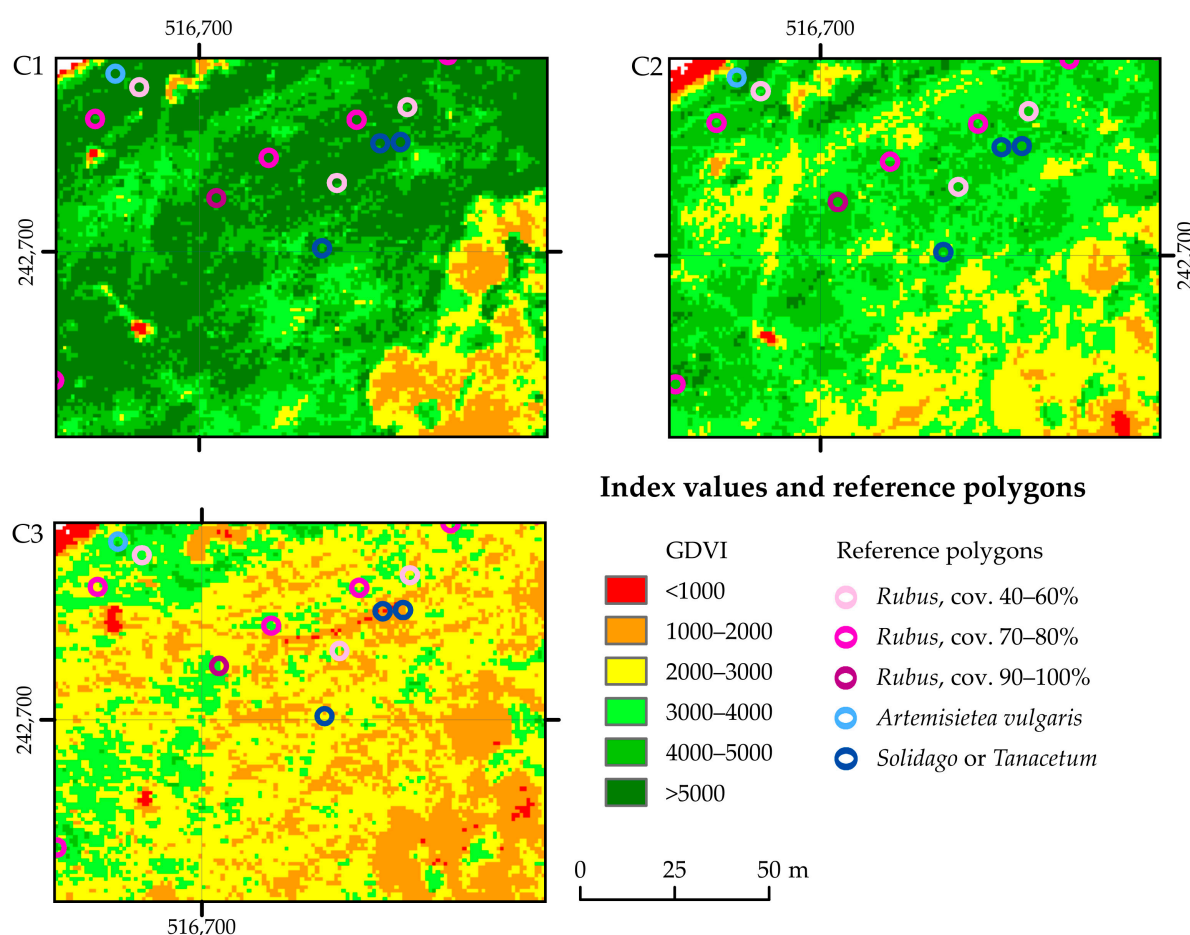 516,700
516,700
C1
C2
242,700
242,700
Index values and reference polygons
C3
GDVI
Reference polygons
<1000
Rubus, cov. 40–60%
1000–2000
Rubus, cov. 70–80%
2000–3000
Rubus, cov. 90–100%
3000–4000
Artemisietea vulgaris
4000–5000
Solidago or Tanacetum
>5000
242,700
0 25 50 m
516,700